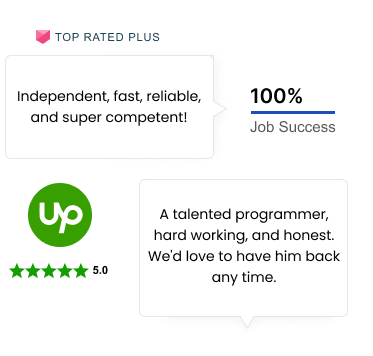 TOP RATED PLUS
Independent, fast, reliable,
and super competent!
100%
Job Success
up
5.0
A talented programmer,
hard working, and honest.
We'd love to have him back
any time.